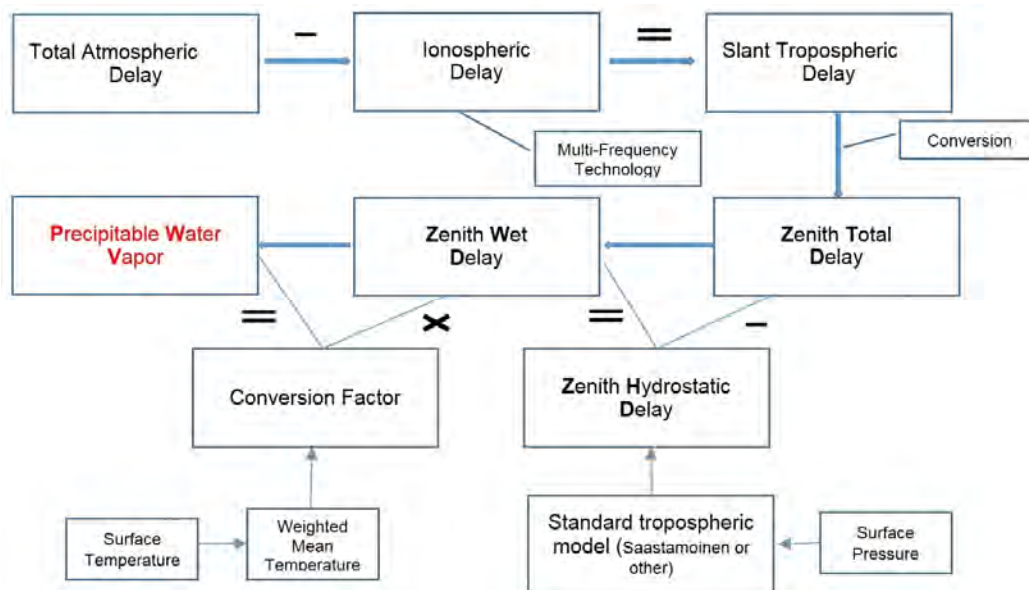 Total Atmospheric
Delay
−
Ionospheric
Delay
=
Slant Tropospheric
Delay
Multi-Frequency
Technology
Conversion
Precipitable Water
Vapor
Zenith Wet
Delay
Zenith Total
Delay
=
×
=
−
Conversion Factor
Zenith Hydrostatic
Delay
Surface
Temperature
Weighted
Mean
Temperature
Standard tropospheric
model (Saastamoinen or
other)
Surface
Pressure